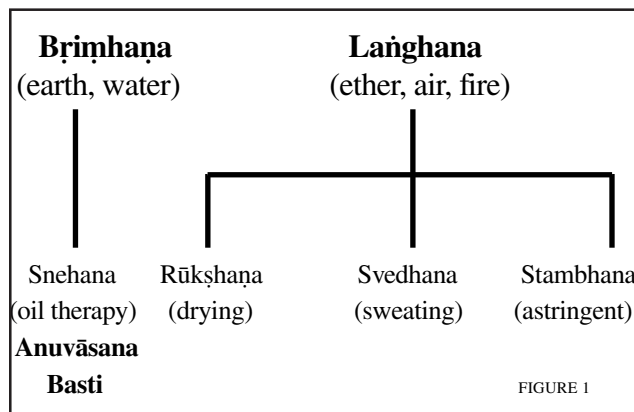 Bṛiṃhaṇa Laṅghana
(earth, water) (ether, air, fire)
Snehana Rūkṣhaṇa Svedhana Stambhana
(oil therapy) (drying) (sweating) (astringent)
Anuvāsana
Basti
FIGURE 1